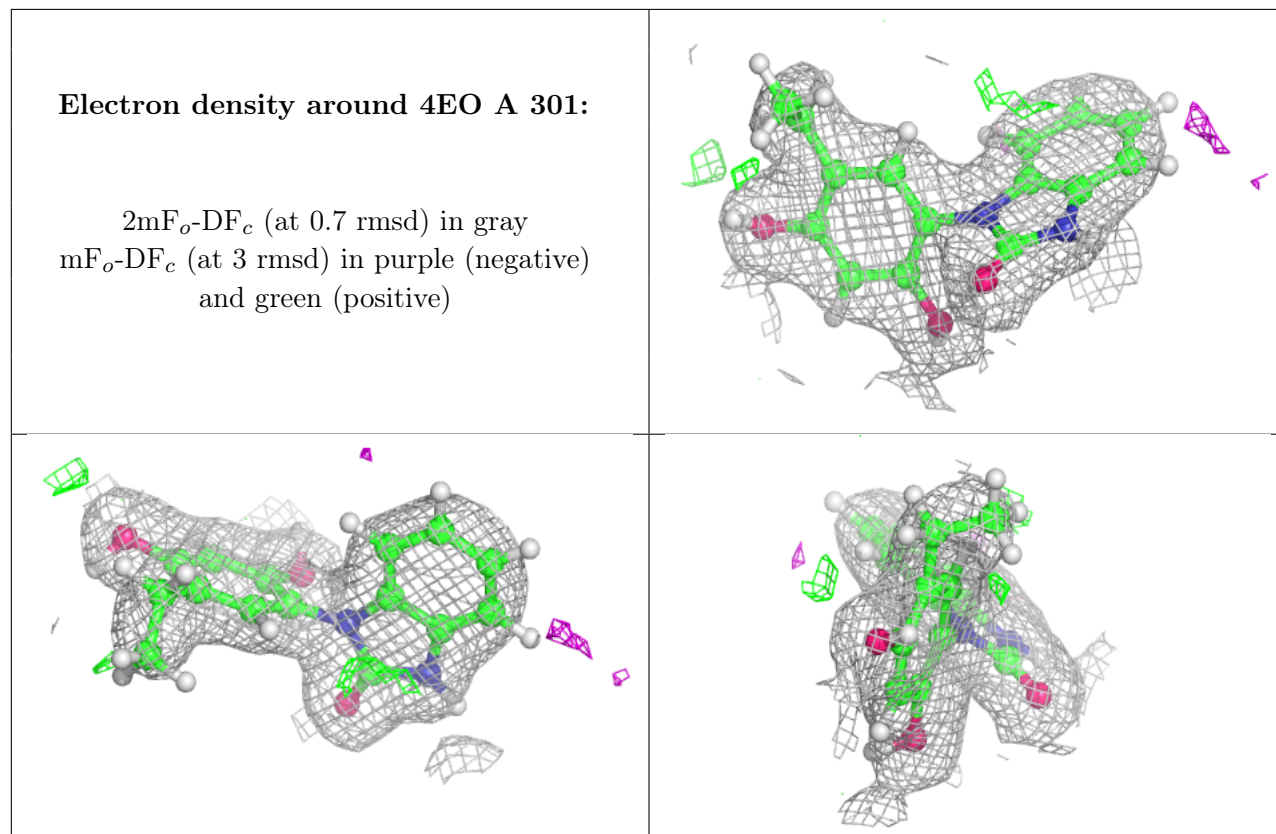 Electron density around 4EO A 301:
2mFo-DFc (at 0.7 rmsd) in gray
mFo-DFc (at 3 rmsd) in purple (negative)
and green (positive)